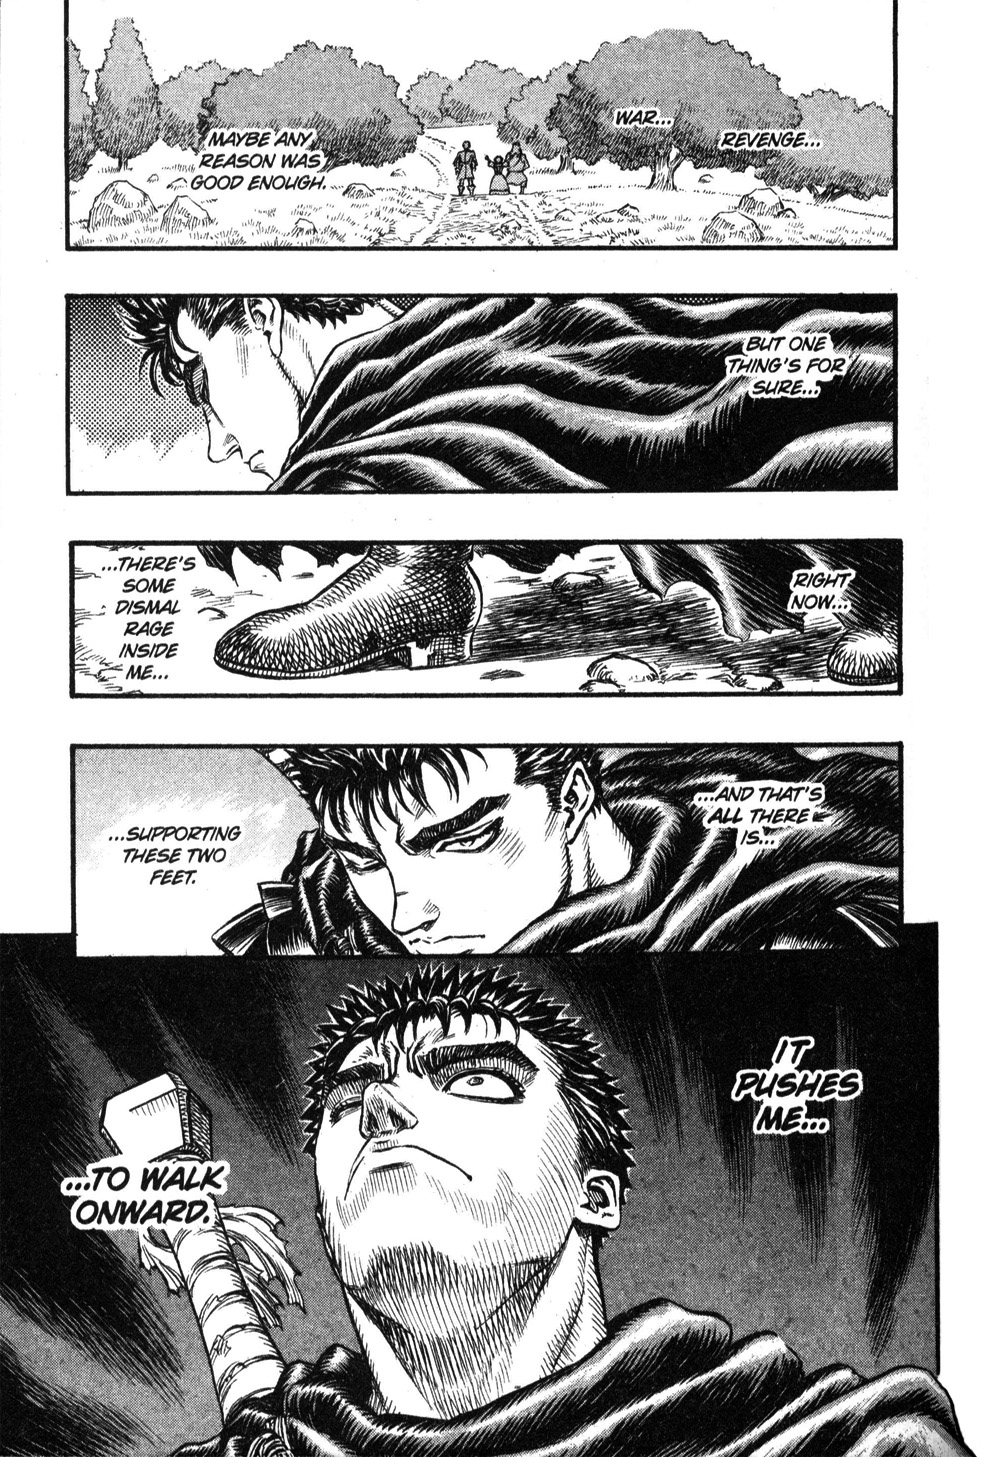 WAR...
REVENGE...
MAYBE ANY
REASON WAS
GOOD ENOUGH.
BUT ONE
THING'S FOR
SURE...
RIGHT
NOW...
...THERE'S
SOME
DISMAL
RAGE
INSIDE
ME...
...AND THAT'S
ALL THERE
IS...
...SUPPORTING
THESE TWO
FEET.
IT
PUSHES
ME...
...TO WALK
ONWARD.